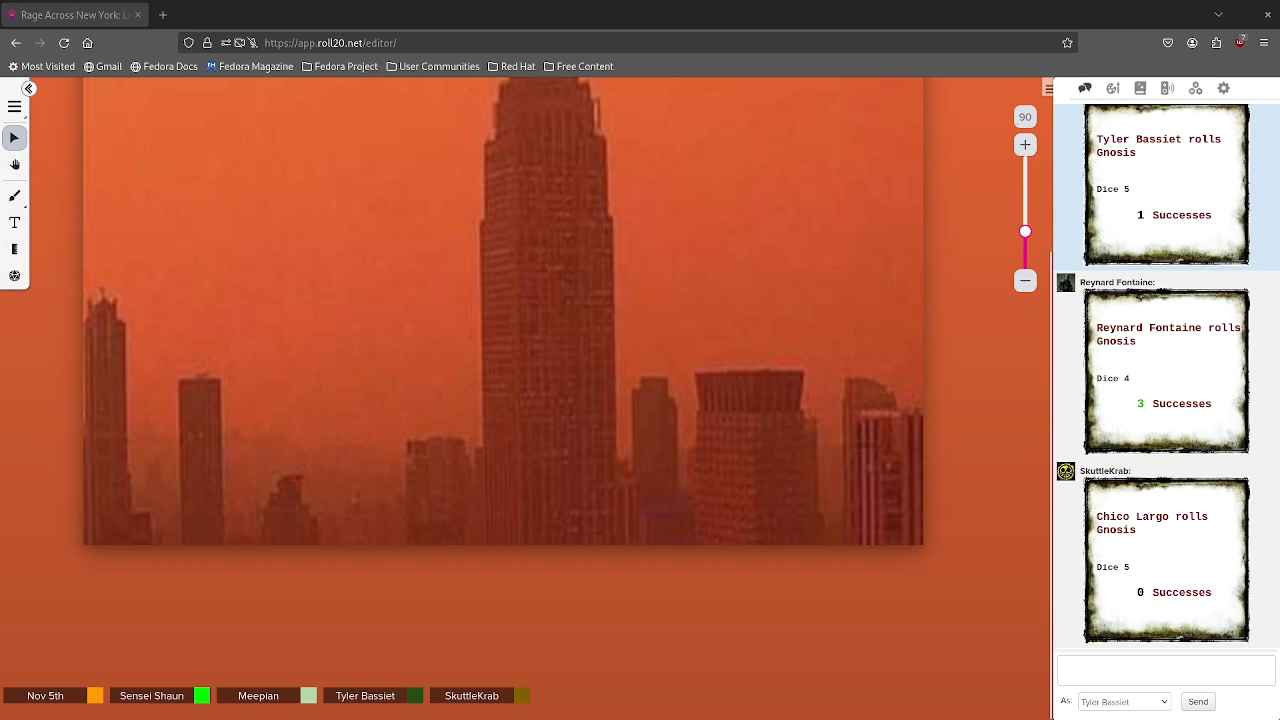 Rage Across New York: L
https://app.roll20.net/editor/
Most Visited
Gmail
Fedora Docs
Fedora Magazine
Fedora Project
User Communities
Red Hat
Free Content
90
Tyler Bassiet rolls
Gnosis
Dice 5
1 Successes
Reynard Fontaine:
Reynard Fontaine rolls
Gnosis
Dice 4
3 Successes
SkuttleKrab:
Chico Largo rolls
Gnosis
Dice 5
0 Successes
As: Tyler Bassiet Send
Nov 5th
Sensei Shaun
Meepian
Tyler Bassiet
SkuttleKrab